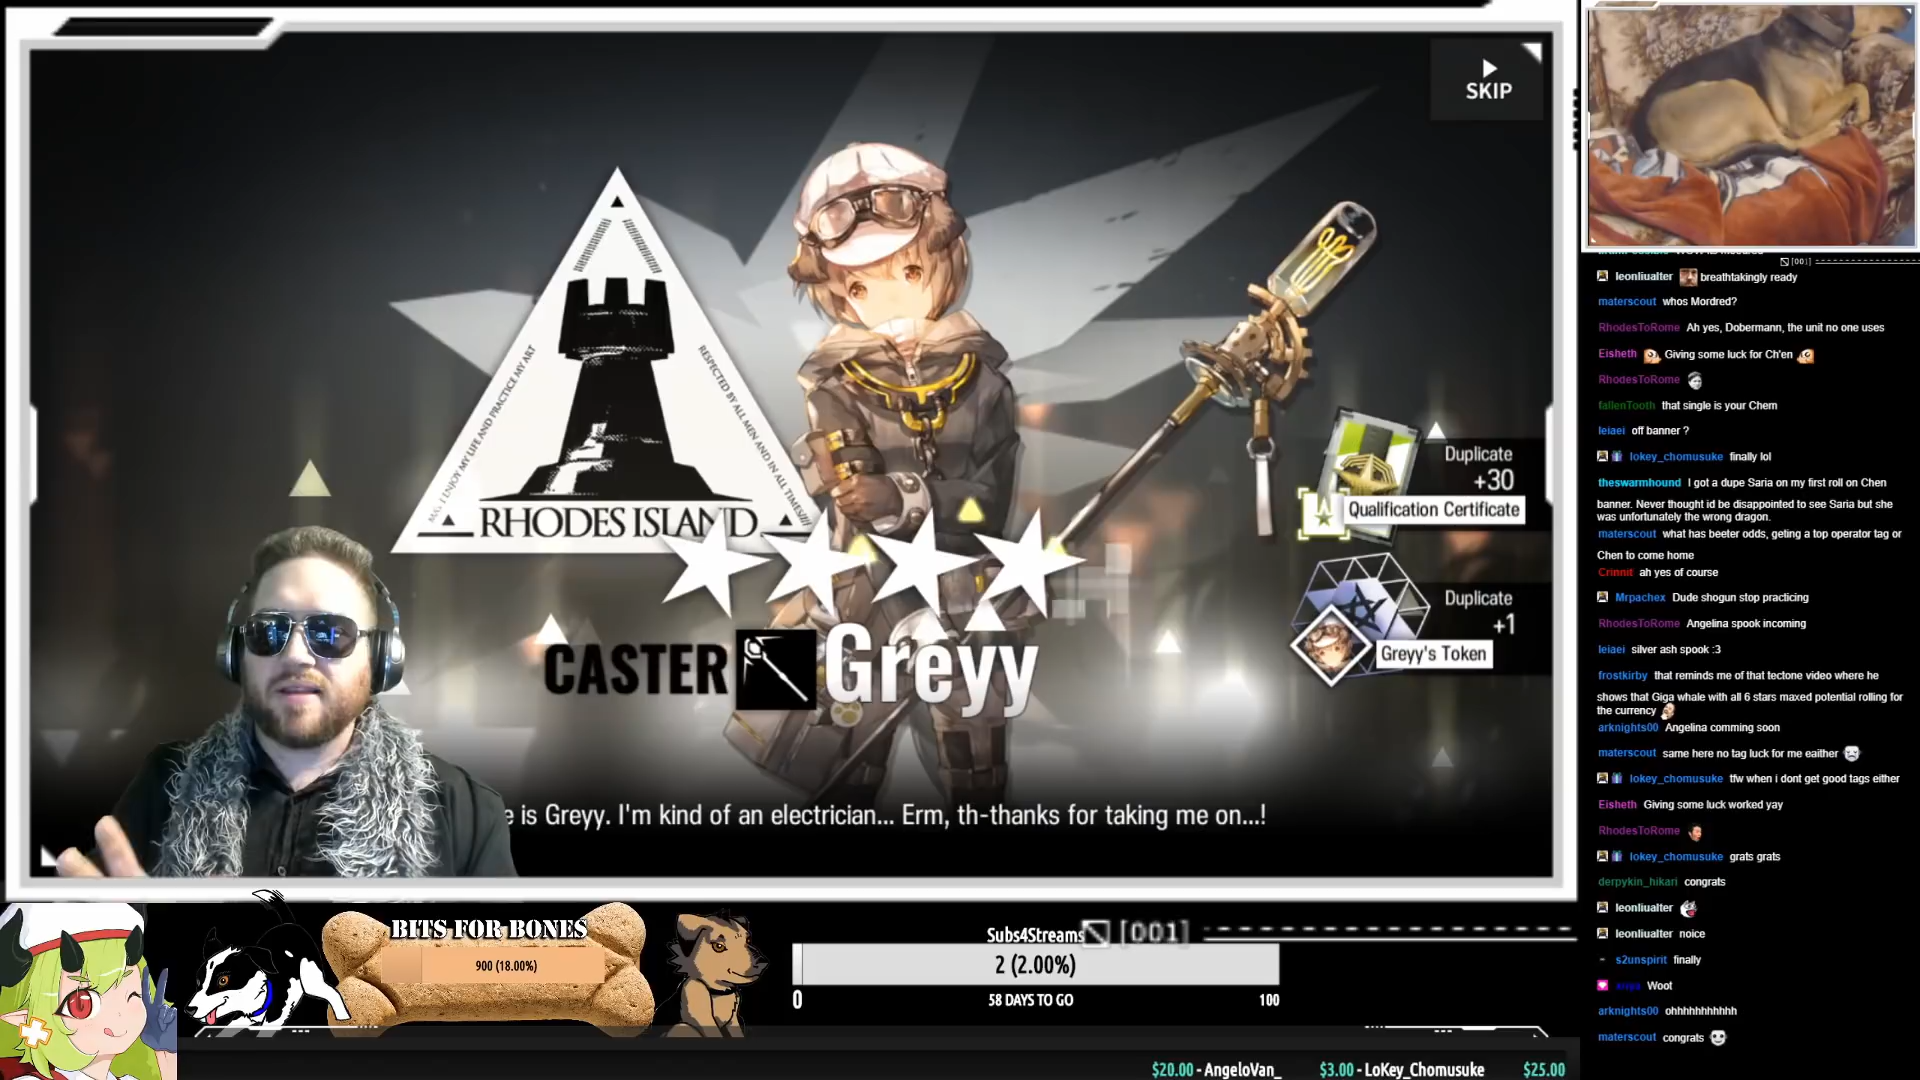 SKIP
MAY I ENJOY MY LIFE AND PRACTICE MY ART
RESPECTED BY ALL MEN AND IN ALL TIMES!!!!
RHODES ISLAND
Duplicate
+30
Qualification Certificate
Duplicate
+1
Greyy's Token
CASTER
Greyy
e is Greyy. I'm kind of an electrician... Erm, th-thanks for taking me on...!
BITS FOR BONES
900 (18.00%)
Subs4Streams
[001]
2 (2.00%)
0
58 DAYS TO GO
100
$20.00 - AngeloVan_
$3.00 - LoKey_Chomusuke
$25.00
[001]
leonliualter breathtakingly ready
materscout whos Mordred?
RhodesToRome Ah yes, Dobermann, the unit no one uses
Eisheth Giving some luck for Ch'en
RhodesToRome
fallenTooth that single is your Chem
leiaei off banner ?
lokey_chomusuke finally lol
theswarmhound I got a dupe Saria on my first roll on Chen
banner. Never thought id be disappointed to see Saria but she
was unfortunately the wrong dragon.
materscout what has beeter odds, geting a top operator tag or
Chen to come home
Crinnit ah yes of course
Mrpachex Dude shogun stop practicing
RhodesToRome Angelina spook incoming
leiaei silver ash spook :3
frostkirby that reminds me of that tectone video where he
shows that Giga whale with all 6 stars maxed potential rolling for
the currency
arknights00 Angelina comming soon
materscout same here no tag luck for me eaither
lokey_chomusuke tfw when i dont get good tags either
Eisheth Giving some luck worked yay
RhodesToRome
lokey_chomusuke grats grats
derpykin_hikari congrats
leonliualter
leonliualter noice
s2unspirit finally
Woot
arknights00 ohhhhhhhhhhh
materscout congrats